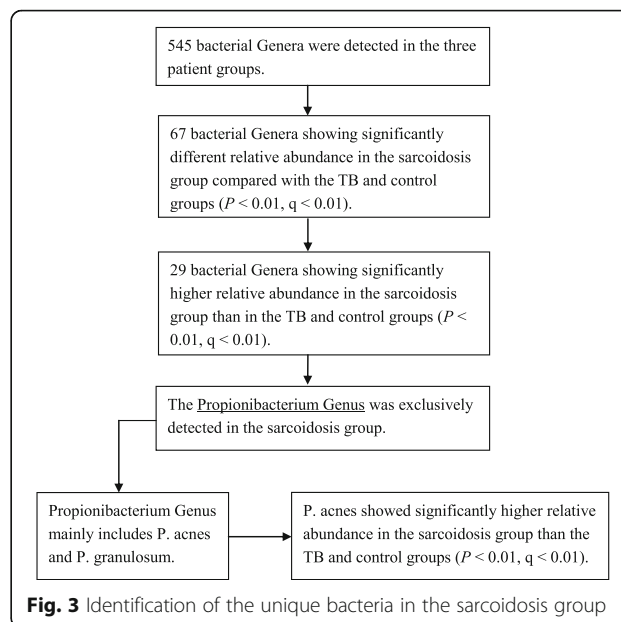 545 bacterial Genera were detected in the three
patient groups.
67 bacterial Genera showing significantly
different relative abundance in the sarcoidosis
group compared with the TB and control
groups (P < 0.01, q < 0.01).
29 bacterial Genera showing significantly
higher relative abundance in the sarcoidosis
group than in the TB and control groups (P <
0.01, q < 0.01).
The Propionibacterium Genus was exclusively
detected in the sarcoidosis group.
Propionibacterium Genus
mainly includes P. acnes
and P. granulosum.
P. acnes showed significantly higher relative
abundance in the sarcoidosis group than the
TB and control groups (P < 0.01, q < 0.01).
Fig. 3 Identification of the unique bacteria in the sarcoidosis group